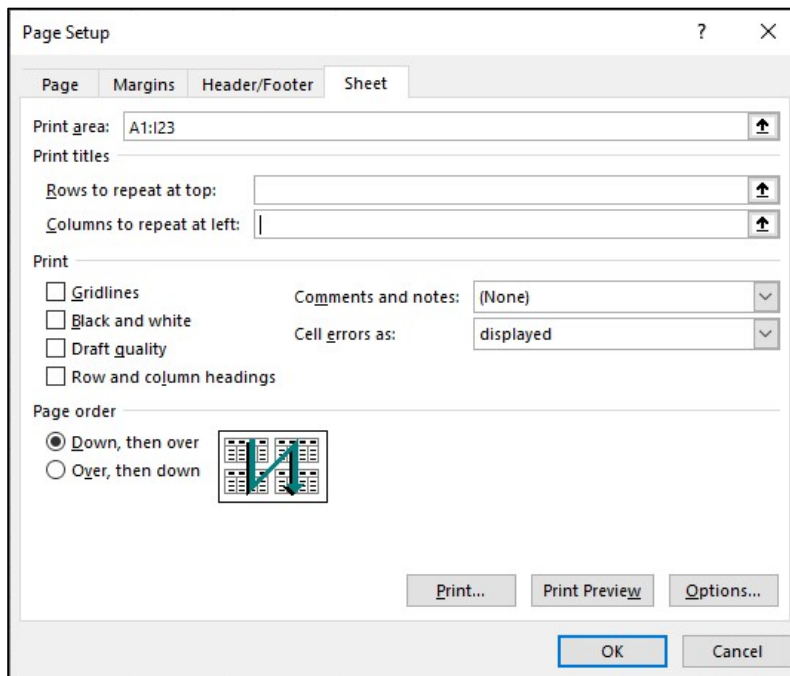 Page Setup ?
Page Margins Header/Footer Sheet
Print area: A1:I23
Print titles
Rows to repeat at top:
Columns to repeat at left:
Print
Gridlines Comments and notes: (None)
Black and white
Cell errors as: displayed
Draft quality
Row and column headings
Page order
Down, then over
Over, then down
Print... Print Preview Options...
OK Cancel